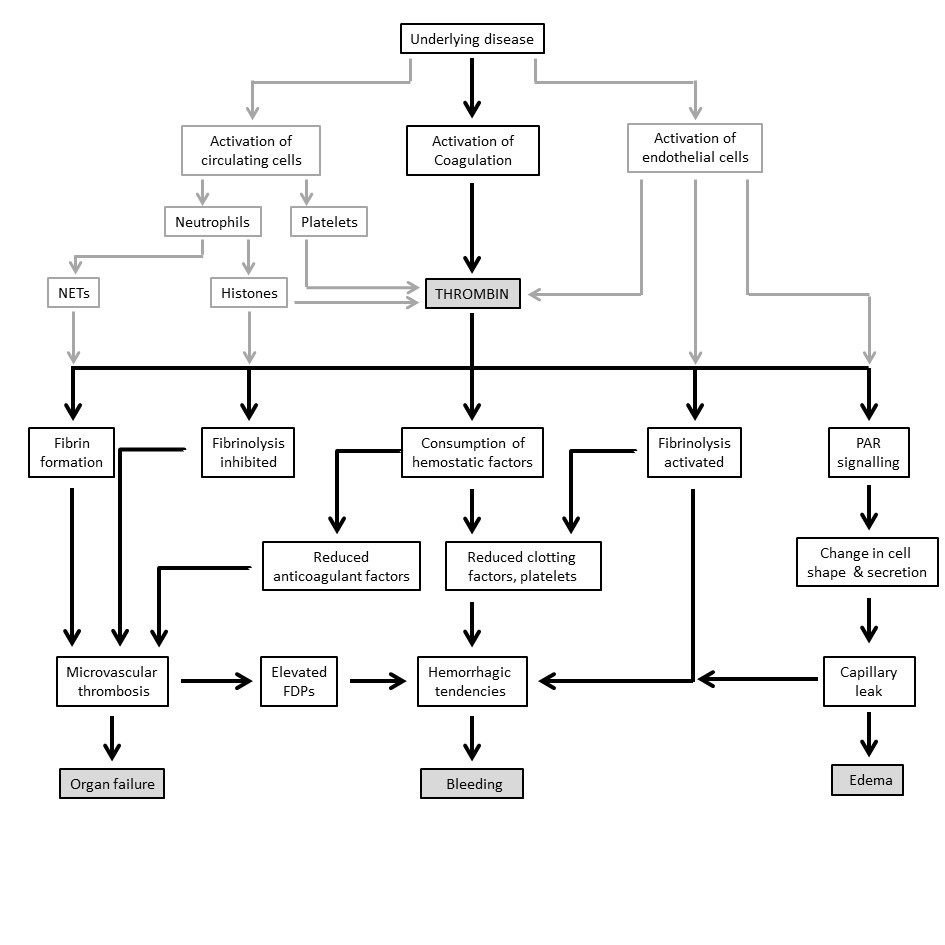 Underlying disease
Activation of
circulating cells
Activation of
Coagulation
Activation of
endothelial cells
Neutrophils
Platelets
NETs
Histones
THROMBIN
Fibrin
formation
Fibrinolysis
inhibited
Consumption of
hemostatic factors
Fibrinolysis
activated
PAR
signalling
Reduced
anticoagulant factors
Reduced clotting
factors, platelets
Change in cell
shape & secretion
Microvascular
thrombosis
Elevated
FDPs
Hemorrhagic
tendencies
Capillary
leak
Organ failure
Bleeding
Edema